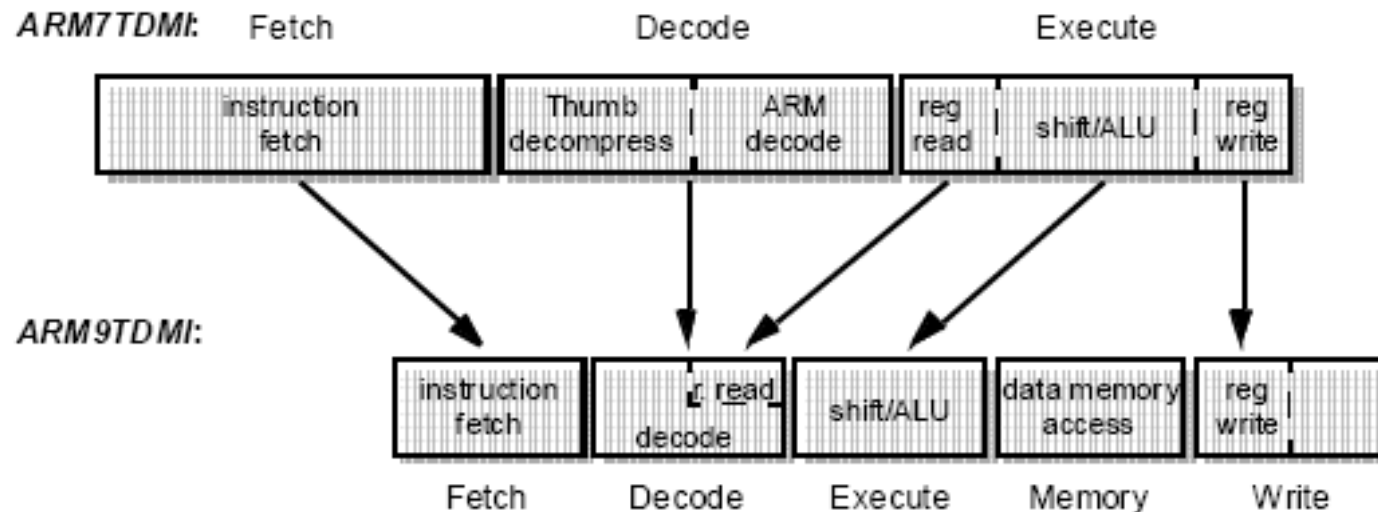 ARM7TDMI: Fetch Decode Execute
instruction
fetch
Thumb
decompress
ARM
decode
reg
read
shift/ALU
reg
write
ARM9TDMI:
instruction
fetch
r. read
decode
shift/ALU
data memory
access
reg
write
Fetch Decode Execute Memory Write